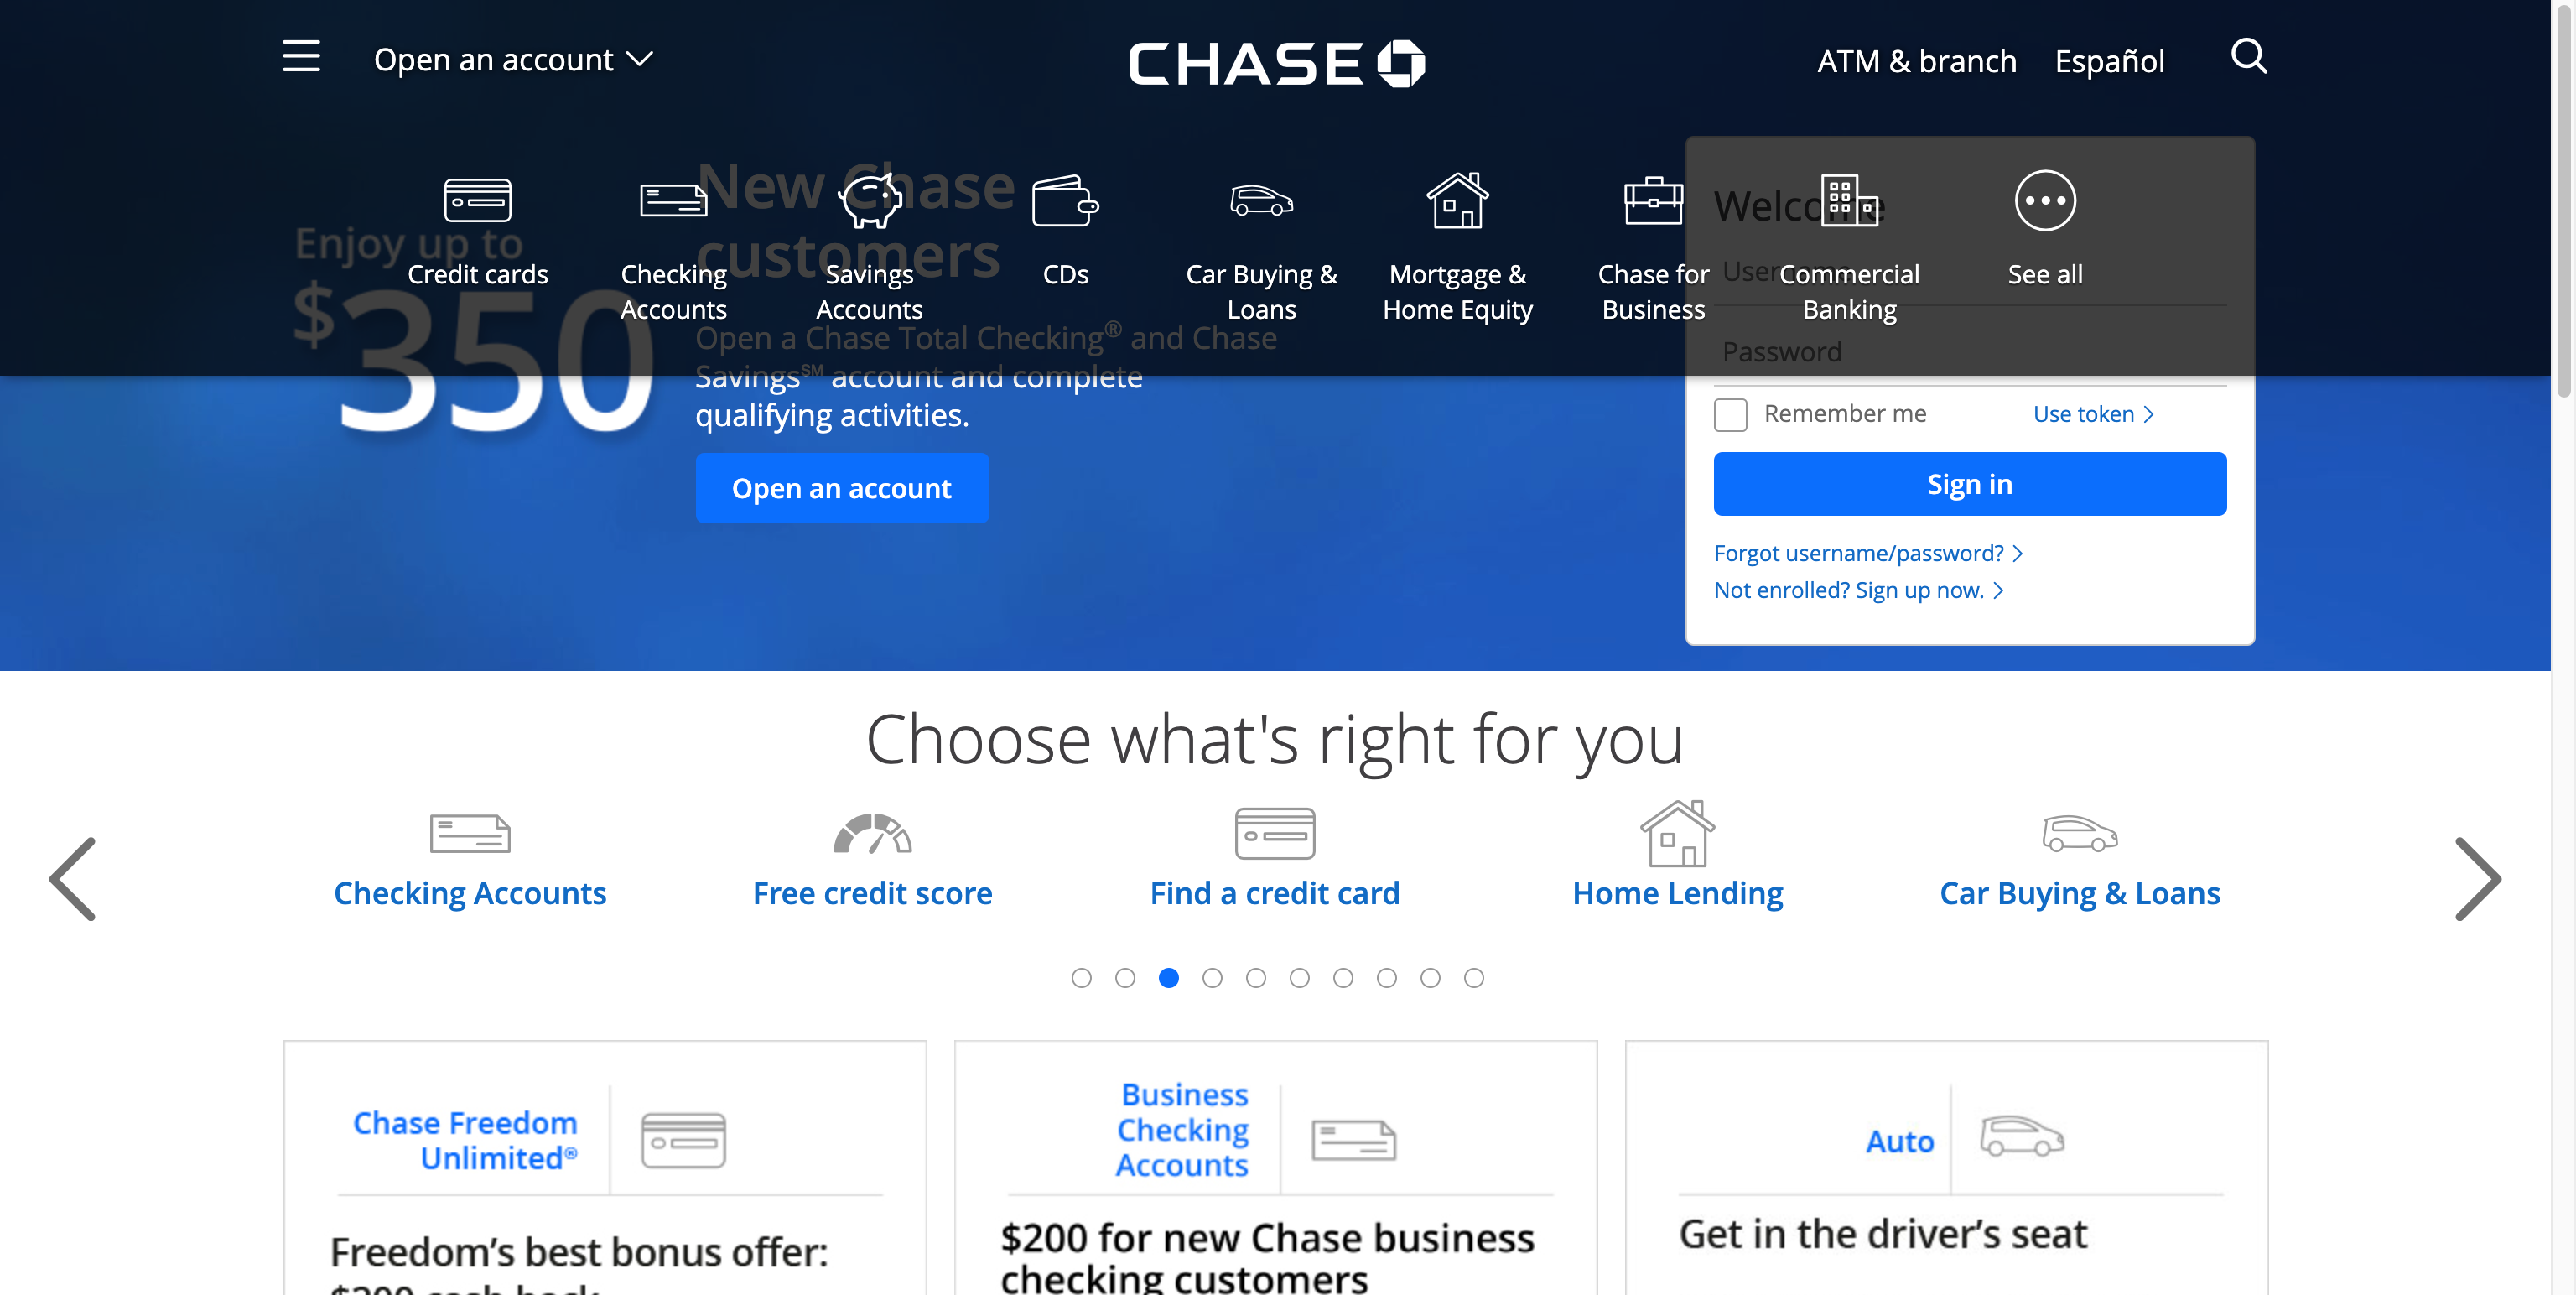 Open an account
CHASE
ATM & branch
Español
Credit cards
Checking
Accounts
Savings
Accounts
CDs
Car Buying &
Loans
Mortgage &
Home Equity
Chase for
Business
Commercial
Banking
See all
Enjoy up to
$350
New Chase
customers
Open a Chase Total Checking® and Chase
Savings℠ account and complete
qualifying activities.
Open an account
Welcome
Username
Password
Remember me
Use token
Sign in
Forgot username/password?
Not enrolled? Sign up now.
Choose what's right for you
Checking Accounts
Free credit score
Find a credit card
Home Lending
Car Buying & Loans
Chase Freedom
Unlimited®
Freedom’s best bonus offer:
$200 cash back
Business
Checking
Accounts
$200 for new Chase business
checking customers
Auto
Get in the driver’s seat